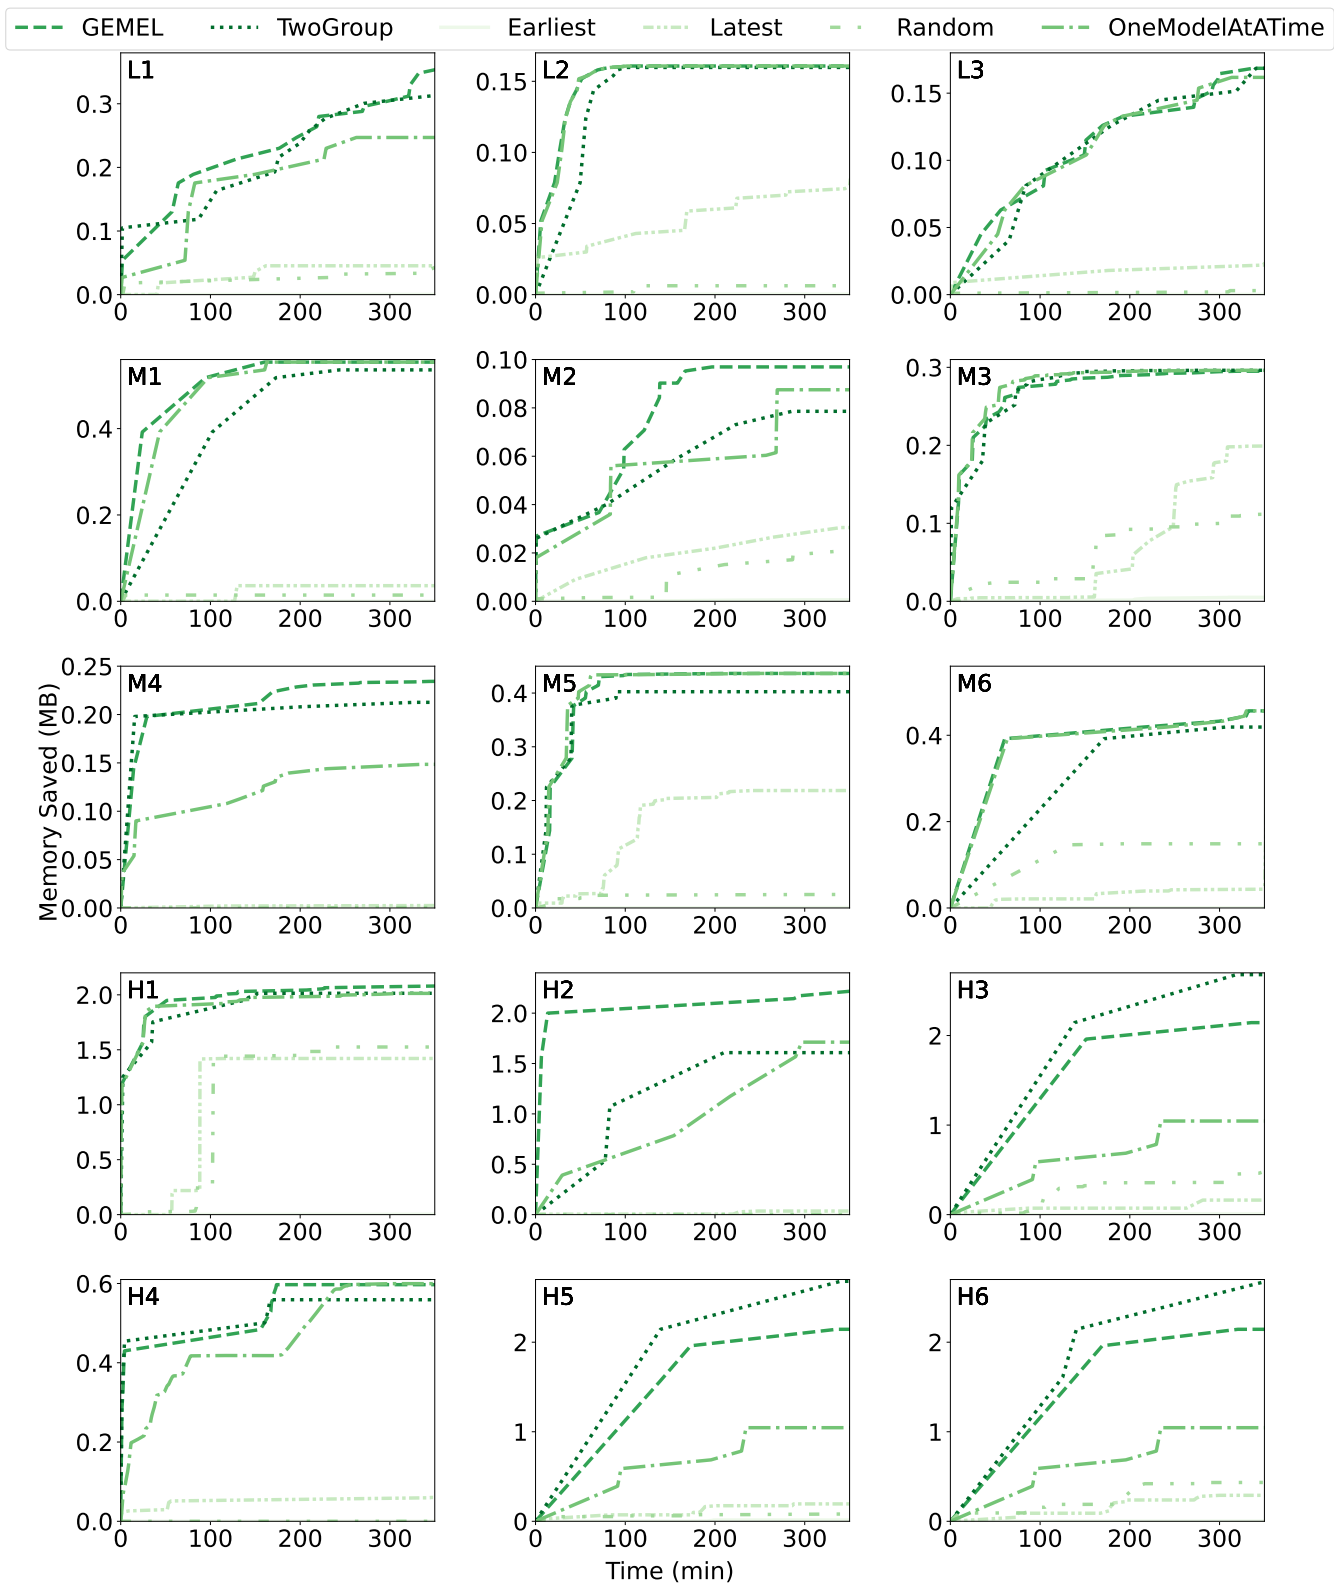 GEMEL TwoGroup Earliest Latest Random OneModelAtATime
L1 L2 L3
0.3 0.15 0.15
0.2 0.10 0.10
0.1 0.05 0.05
0.0 0.00 0.00
0 100 200 300 0 100 200 300 0 100 200 300
M1 M2 M3
0.10 0.3
0.4 0.08
0.06 0.2
0.2 0.04 0.1
0.02
0.0 0.00 0.0
0 100 200 300 0 100 200 300 0 100 200 300
M4 M5 M6
0.25
0.20 0.4 0.4
0.15 0.3
0.10 0.2 0.2
0.05 0.1
0.00 0.0 0.0
0 100 200 300 0 100 200 300 0 100 200 300
Memory Saved (MB)
H1 H2 H3
2.0 2.0 2
1.5 1.5
1.0 1.0 1
0.5 0.5
0.0 0.0 0
0 100 200 300 0 100 200 300 0 100 200 300
H4 H5 H6
0.6
0.4 2 2
0.2 1 1
0.0 0 0
0 100 200 300 0 100 200 300 0 100 200 300
Time (min)